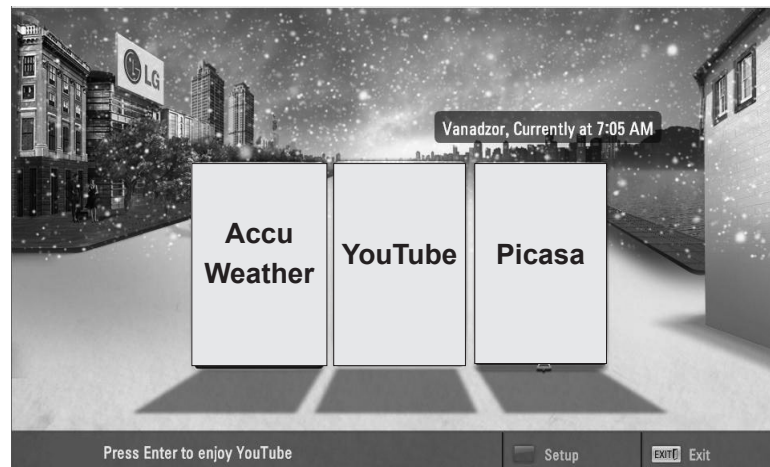 LG
Vanadzor, Currently at 7:05 AM
Accu
Weather
YouTube
Picasa
Press Enter to enjoy YouTube
Setup
EXIT
Exit